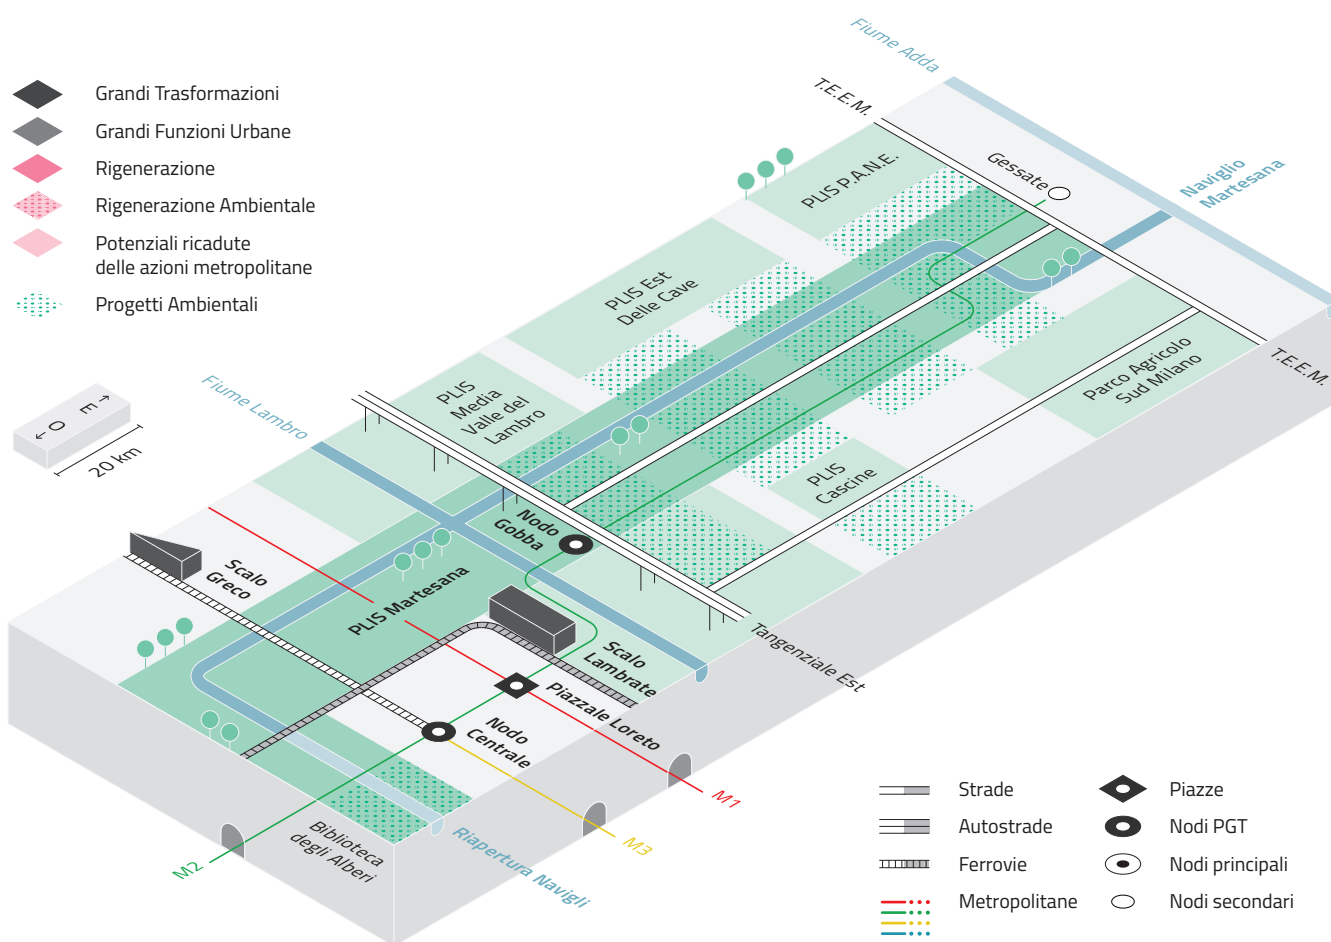 Grandi Trasformazioni
Grandi Funzioni Urbane
Rigenerazione
Rigenerazione Ambientale
Potenziali ricadute
delle azioni metropolitane
Progetti Ambientali
E
O
20 km
Fiume Adda
T.E.E.M.
Gessate
Naviglio
Martesana
PLIS P.A.N.E.
PLIS Est
Delle Cave
PLIS
Media
Valle del
Lambro
Fiume Lambro
Parco Agricolo
Sud Milano
T.E.E.M.
PLIS
Cascine
Nodo
Gobba
Scalo
Greco
PLIS Martesana
Scalo
Lambrate
Tangenziale Est
Piazzale Loreto
Nodo
Centrale
M1
M3
M2
Biblioteca
degli Alberi
Riapertura Navigli
Strade
Autostrade
Ferrovie
Metropolitane
Piazze
Nodi PGT
Nodi principali
Nodi secondari